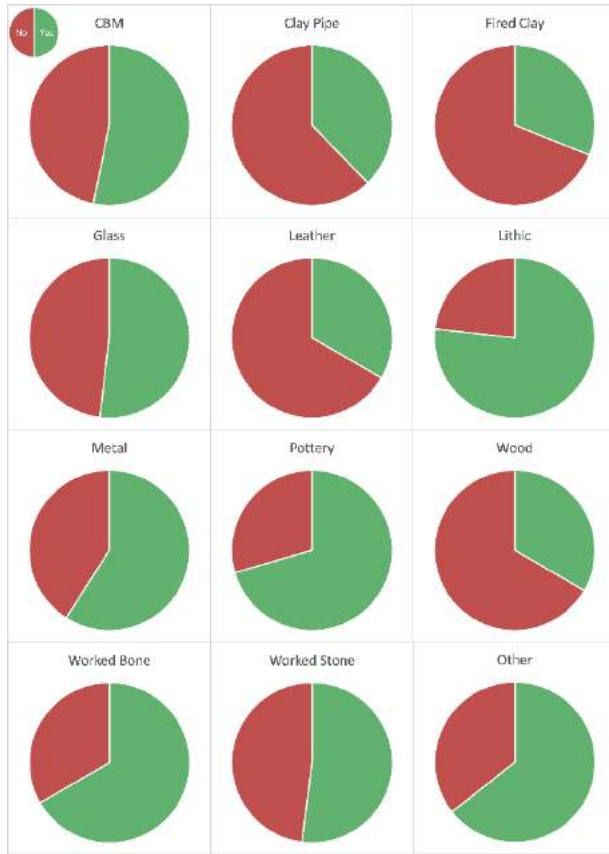 No Yes
CBM
Clay Pipe
Fired Clay
Glass
Leather
Lithic
Metal
Pottery
Wood
Worked Bone
Worked Stone
Other